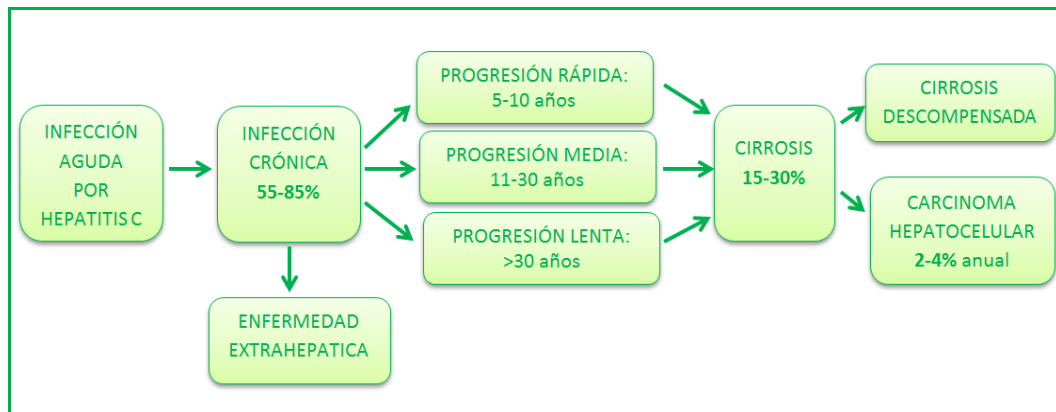 INFECCIÓN
AGUDA
POR
HEPATITIS C
INFECCIÓN
CRÓNICA
55-85%
ENFERMEDAD
EXTRAHEPATICA
PROGRESIÓN RÁPIDA:
5-10 años
PROGRESIÓN MEDIA:
11-30 años
PROGRESIÓN LENTA:
>30 años
CIRROSIS
15-30%
CIRROSIS
DESCOMPENSADA
CARCINOMA
HEPATOCELULAR
2-4% anual